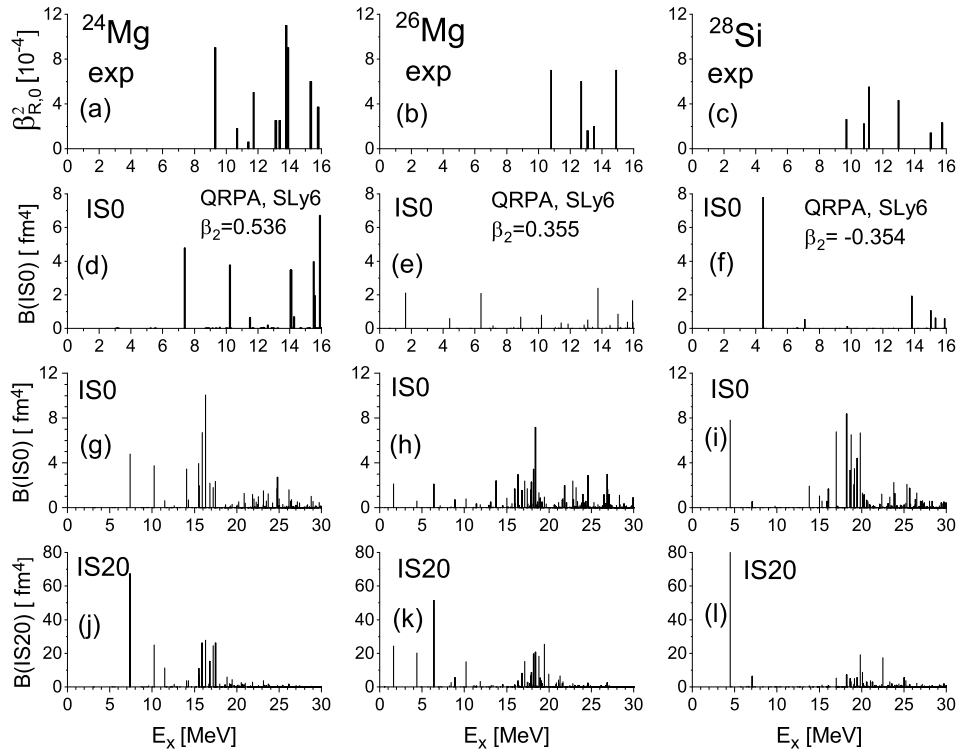 β²R,0 [10⁻⁴]
12
8
4
0
²⁴Mg
exp
(a)
0 2 4 6 8 10 12 14 16
12
8
4
0
²⁶Mg
exp
(b)
0 2 4 6 8 10 12 14 16
12
8
4
0
²⁸Si
exp
(c)
0 2 4 6 8 10 12 14 16
B(IS0) [ fm4]
8
6
4
2
0
IS0
QRPA, SLy6
β₂=0.536
(d)
0 2 4 6 8 10 12 14 16
8
6
4
2
0
IS0
QRPA, SLy6
β₂=0.355
(e)
0 2 4 6 8 10 12 14 16
8
6
4
2
0
IS0
QRPA, SLy6
β₂= -0.354
(f)
0 2 4 6 8 10 12 14 16
B(IS0) [ fm⁴]
12
8
4
0
IS0
(g)
0 5 10 15 20 25 30
12
8
4
0
IS0
(h)
0 5 10 15 20 25 30
12
8
4
0
IS0
(i)
0 5 10 15 20 25 30
B(IS20) [ fm⁴]
80
60
40
20
0
IS20
(j)
0 5 10 15 20 25 30
Eₓ [MeV]
80
60
40
20
0
IS20
(k)
0 5 10 15 20 25 30
Eₓ [MeV]
80
60
40
20
0
IS20
(l)
0 5 10 15 20 25 30
Eₓ [MeV]